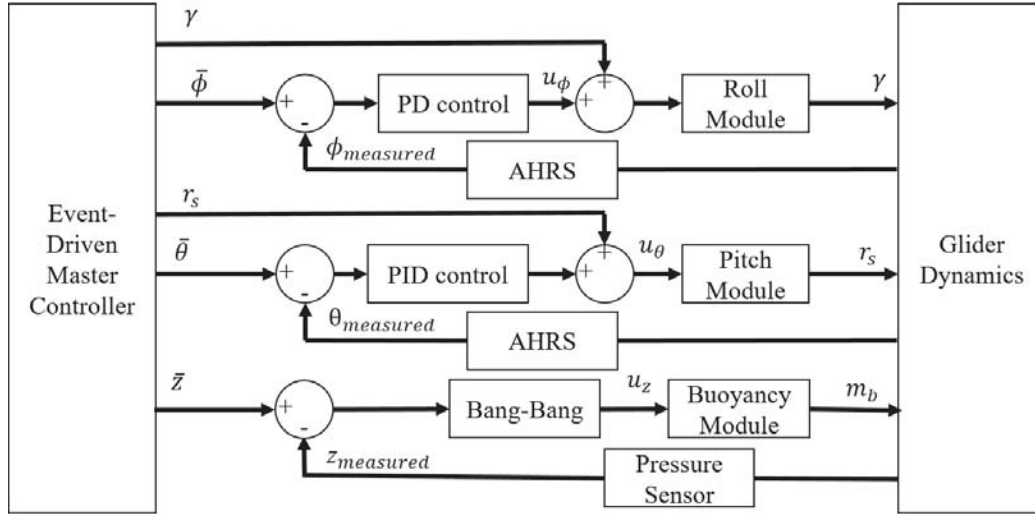 γ
ϕ̄
+
-
PD control
u_ϕ
+
+
Roll
Module
γ
ϕ_measured
AHRS
r_s
θ̄
+
-
PID control
+
+
u_θ
Pitch
Module
r_s
θ_measured
AHRS
Event-
Driven
Master
Controller
Glider
Dynamics
z̄
+
-
Bang-Bang
u_z
Buoyancy
Module
m_b
z_measured
Pressure
Sensor